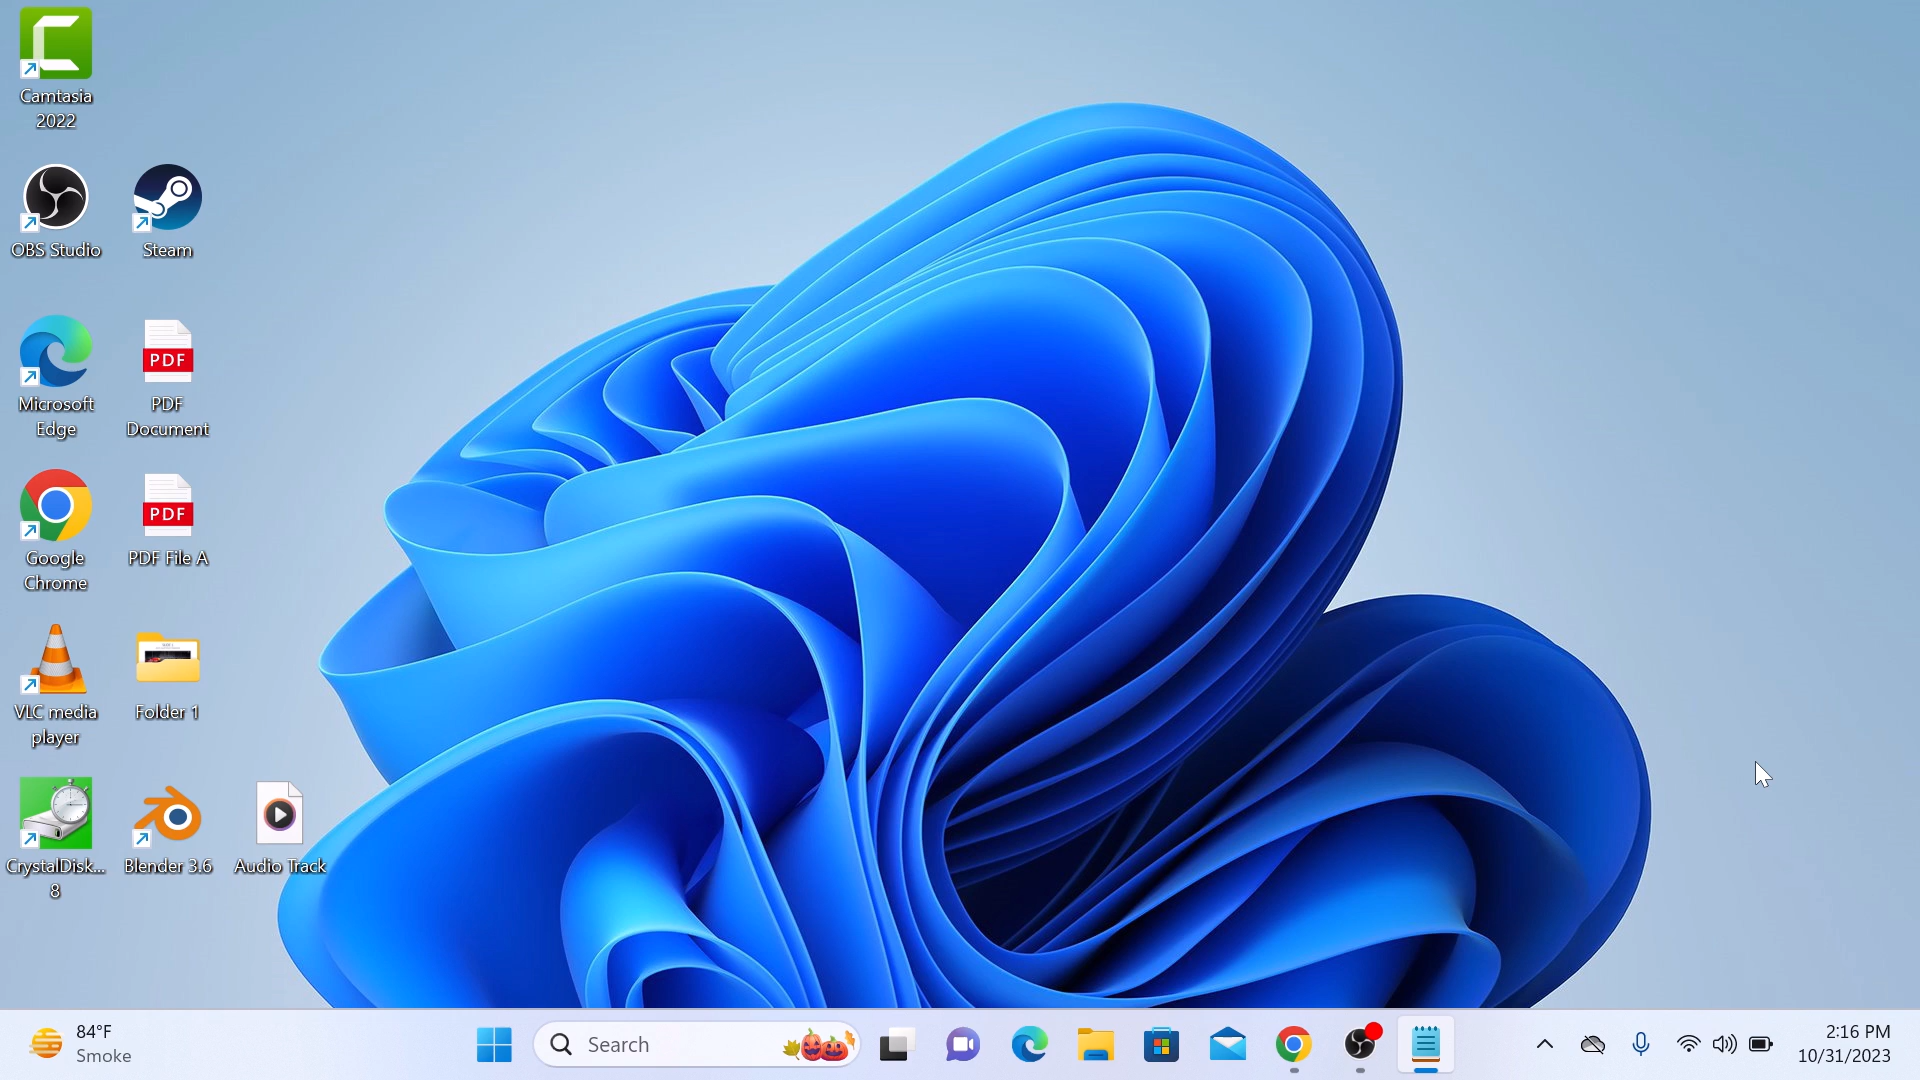 Camtasia
2022
OBS Studio
Steam
Microsoft
Edge
PDF
PDF
Document
Google
Chrome
PDF
PDF File A
VLC media
player
Folder 1
CrystalDisk...
8
Blender 3.6
Audio Track
84°F
Smoke
Search
2:16 PM
10/31/2023